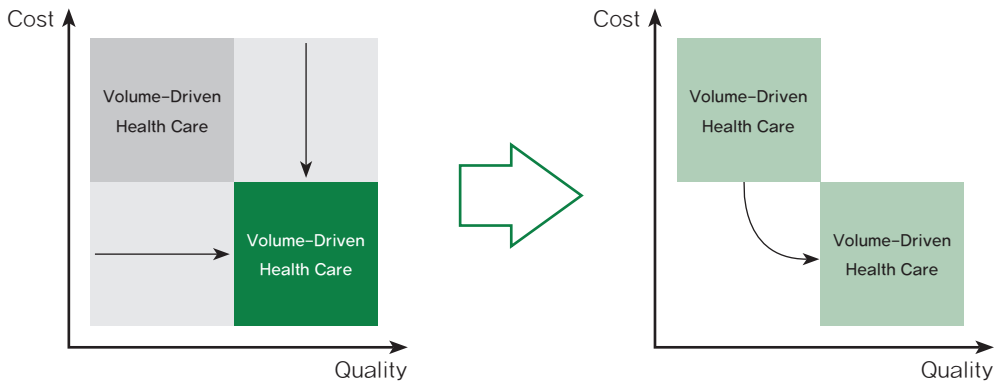 Cost
Volume–Driven
Health Care
Volume–Driven
Health Care
Quality
Cost
Volume–Driven
Health Care
Volume–Driven
Health Care
Quality